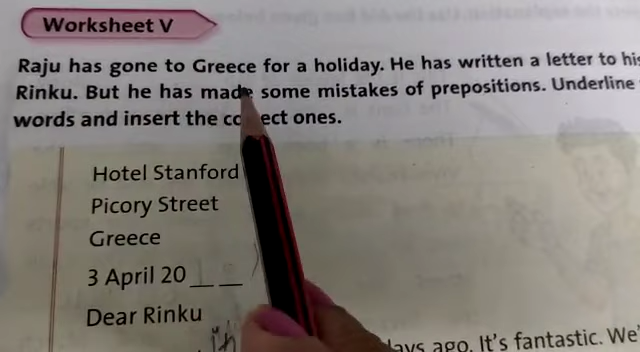 Worksheet V
Raju has gone to Greece for a holiday. He has written a letter to his
Rinku. But he has made some mistakes of prepositions. Underline
words and insert the correct ones.
Hotel Stanford
Picory Street
Greece
3 April 20 _ _
Dear Rinku
in
days ago. It's fantastic. We'